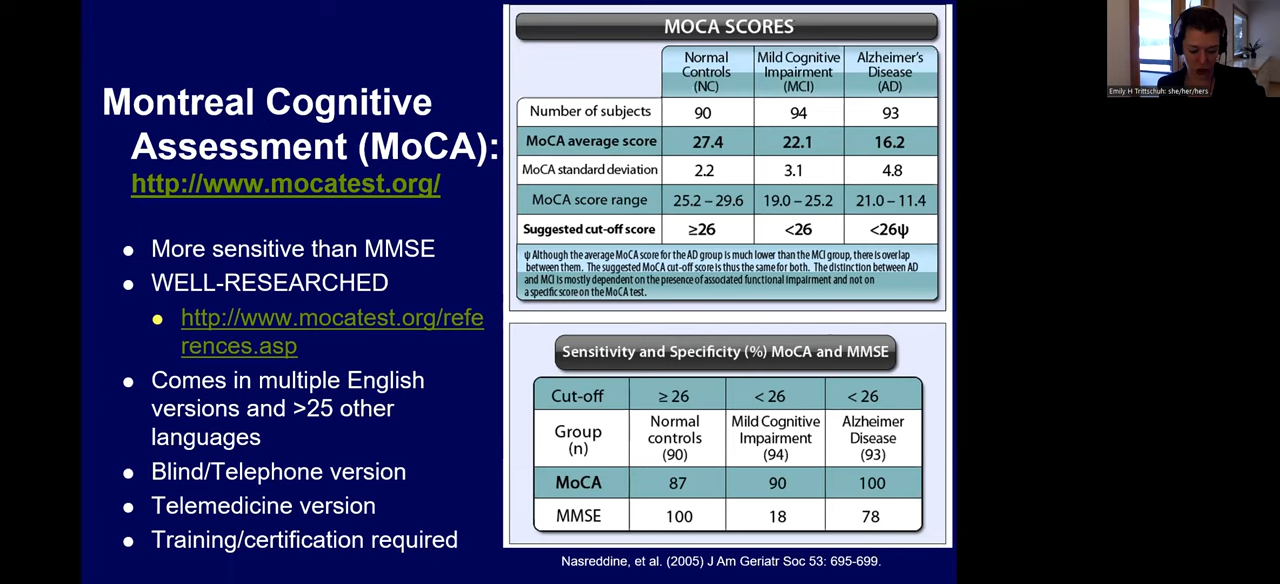 Montreal Cognitive
Assessment (MoCA):
http://www.mocatest.org/
● More sensitive than MMSE
● WELL-RESEARCHED
● http://www.mocatest.org/refe
rences.asp
● Comes in multiple English
versions and >25 other
languages
● Blind/Telephone version
● Telemedicine version
● Training/certification required
MOCA SCORES
Normal Controls (NC) Mild Cognitive Impairment (MCI) Alzheimer's Disease (AD)
Number of subjects 90 94 93
MoCA average score 27.4 22.1 16.2
MoCA standard deviation 2.2 3.1 4.8
MoCA score range 25.2 – 29.6 19.0 – 25.2 21.0 – 11.4
Suggested cut-off score ≥26 <26 <26ψ
ψ Although the average MoCA score for the AD group is much lower than the MCI group, there is overlap
between them. The suggested MoCA cut-off score is thus the same for both. The distinction between AD
and MCI is mostly dependent on the presence of associated functional impairment and not on
a specific score on the MoCA test.
Sensitivity and Specificity (%) MoCA and MMSE
Cut-off ≥ 26 < 26 < 26
Group (n) Normal controls (90) Mild Cognitive Impairment (94) Alzheimer Disease (93)
MoCA 87 90 100
MMSE 100 18 78
Nasreddine, et al. (2005) J Am Geriatr Soc 53: 695-699.
Emily H Trittschuh: she/her/hers